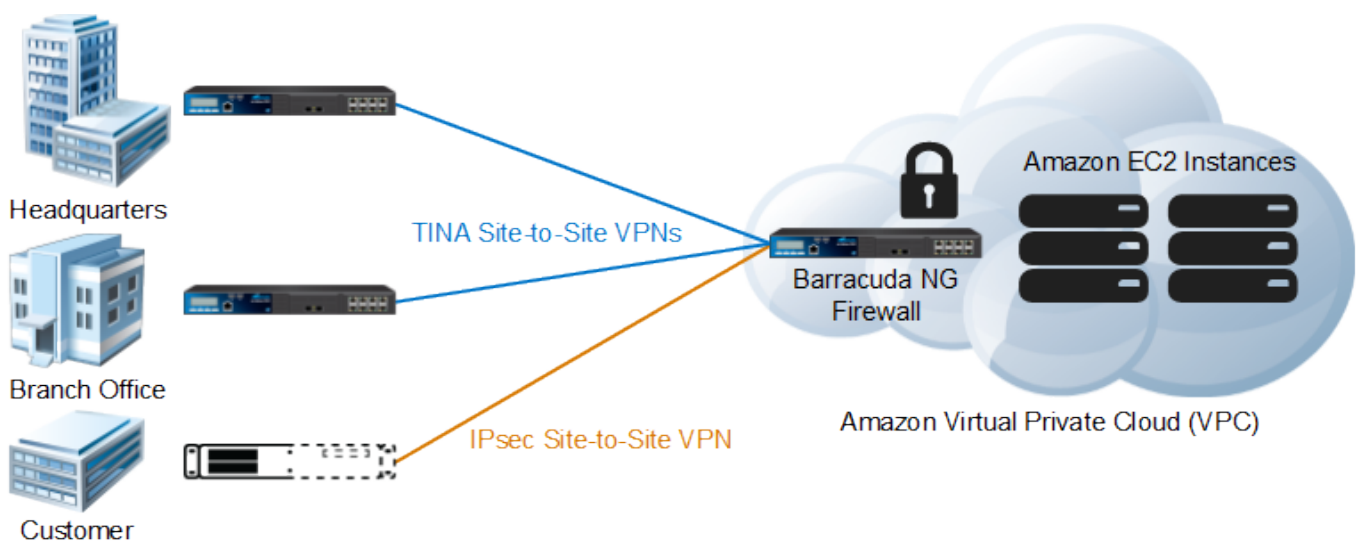 Headquarters
TINA Site-to-Site VPNs
Branch Office
IPsec Site-to-Site VPN
Customer
Amazon EC2 Instances
Barracuda NG
Firewall
Amazon Virtual Private Cloud (VPC)